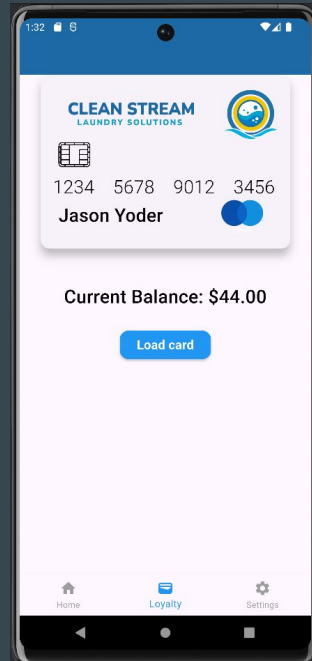 1:32
CLEAN STREAM
LAUNDRY SOLUTIONS
1234 5678 9012 3456
Jason Yoder
Current Balance: $44.00
Load card
Home Loyalty Settings